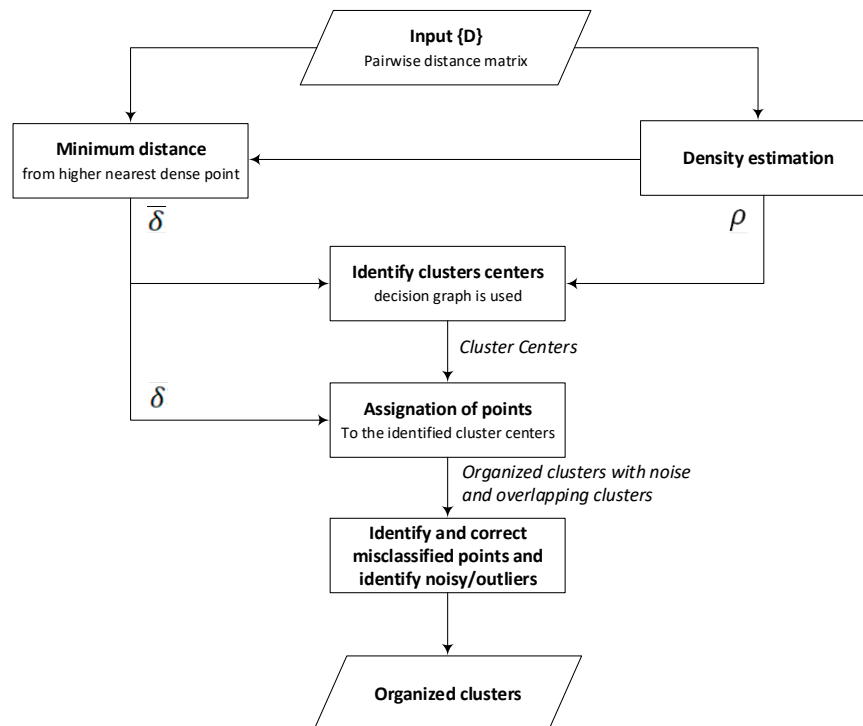 Input {D}
Pairwise distance matrix
Minimum distance
from higher nearest dense point
Density estimation
δ̅
ρ
Identify clusters centers
decision graph is used
Cluster Centers
δ
Assignation of points
To the identified cluster centers
Organized clusters with noise
and overlapping clusters
Identify and correct
misclassified points and
identify noisy/outliers
Organized clusters